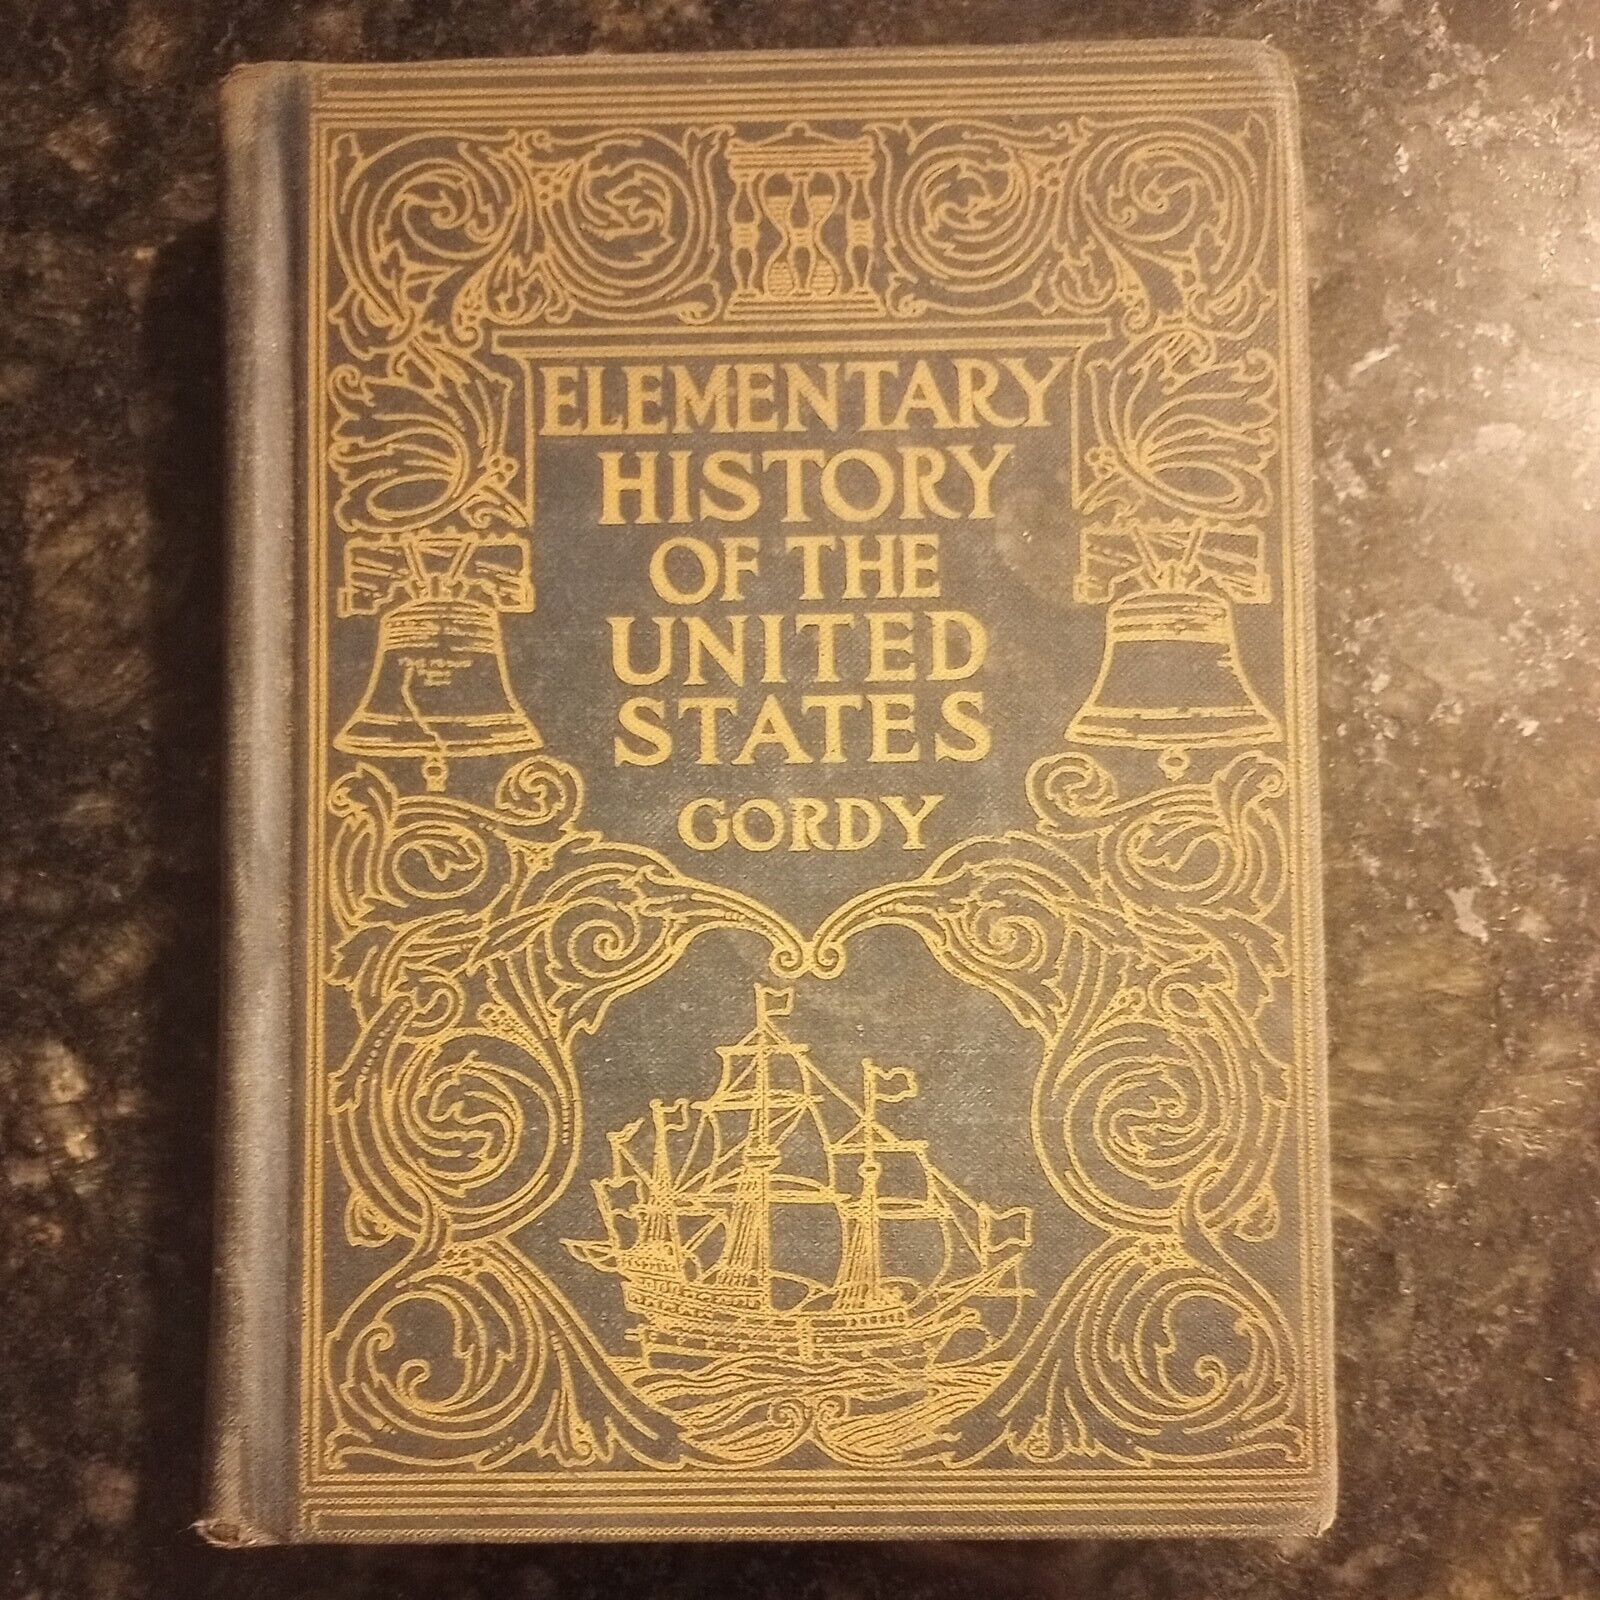 ELEMENTARY
HISTORY
OF THE
UNITED
STATES
GORDY